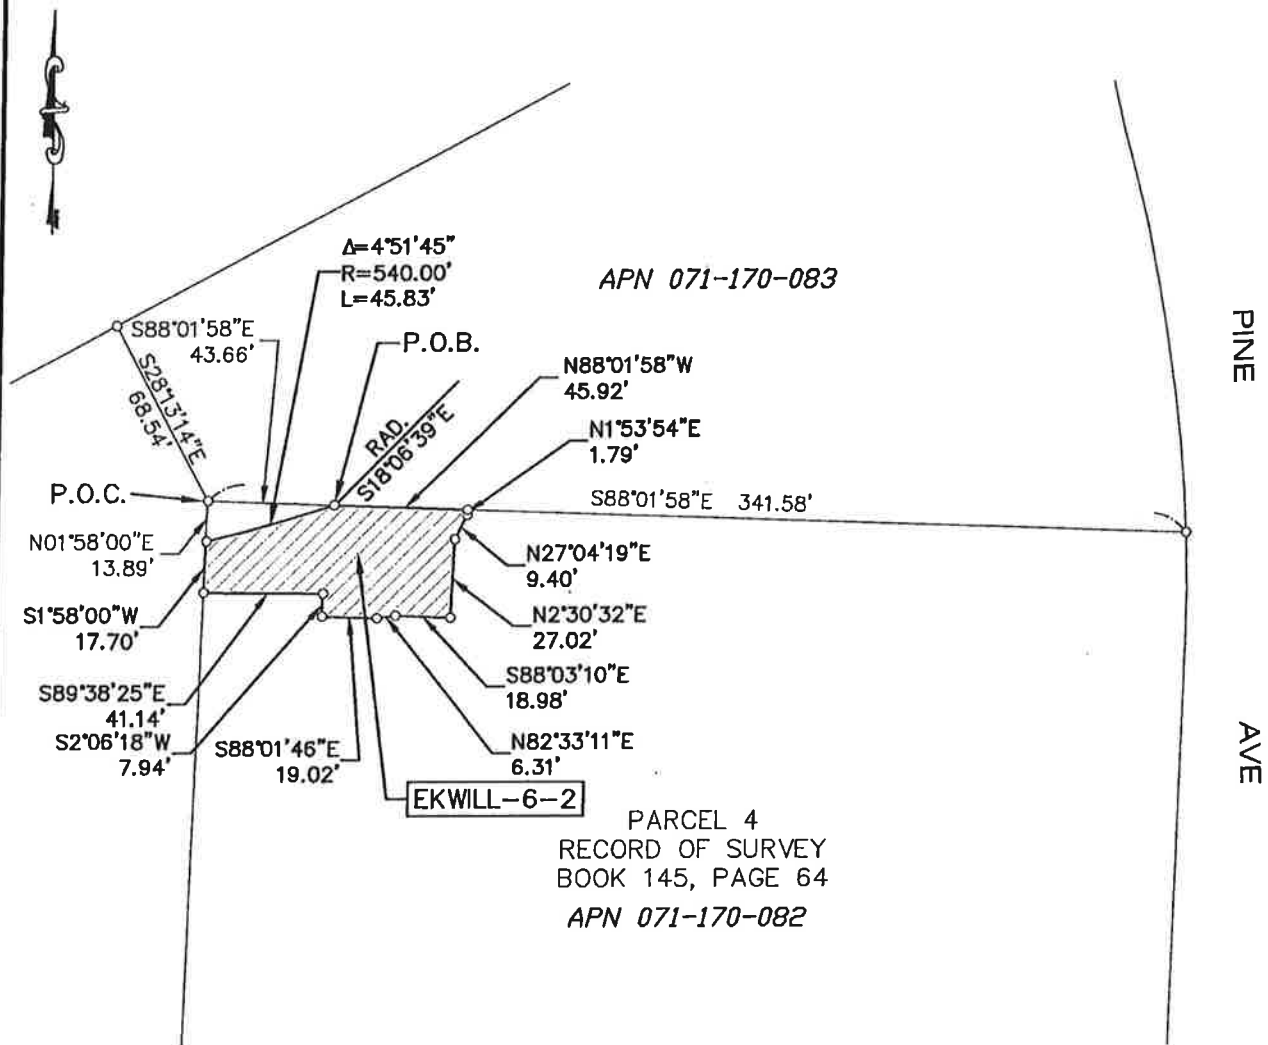 Δ=4°51'45"
R=540.00'
L=45.83'
APN 071-170-083
S88°01'58"E
43.66'
P.O.B.
PINE
N88°01'58"W
45.92'
S28°13'14"E
68.54'
RAD.
S18°06'39"E
N1°53'54"E
1.79'
P.O.C.
S88°01'58"E 341.58'
N01°58'00"E
13.89'
N27°04'19"E
9.40'
S1°58'00"W
17.70'
N2°30'32"E
27.02'
S88°03'10"E
18.98'
S89°38'25"E
41.14'
S2°06'18"W
7.94'
S88°01'46"E
19.02'
N82°33'11"E
6.31'
AVE
EKWILL-6-2
PARCEL 4
RECORD OF SURVEY
BOOK 145, PAGE 64
APN 071-170-082